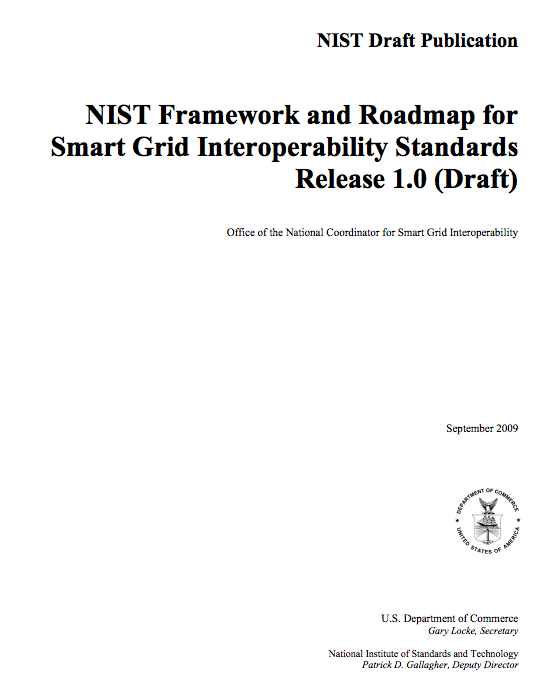 NIST Draft Publication
NIST Framework and Roadmap for
Smart Grid Interoperability Standards
Release 1.0 (Draft)
Office of the National Coordinator for Smart Grid Interoperability
September 2009
DEPARTMENT OF COMMERCE
UNITED STATES OF AMERICA
U.S. Department of Commerce
Gary Locke, Secretary
National Institute of Standards and Technology
Patrick D. Gallagher, Deputy Director